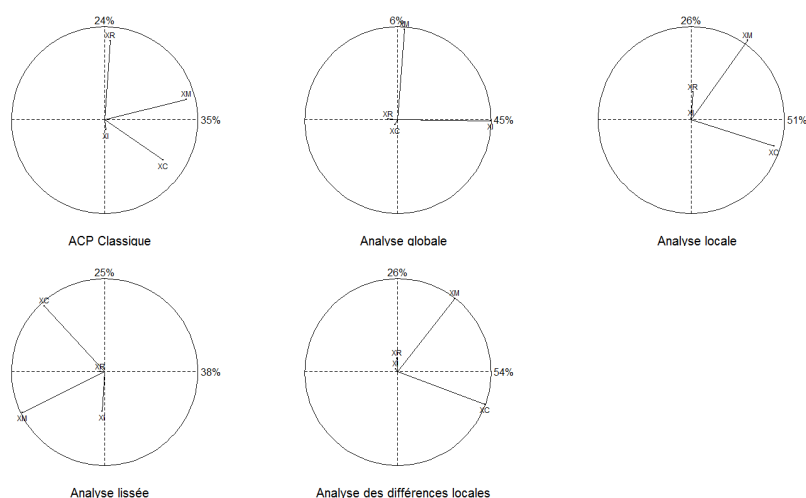 24%
XR
XM
35%
XI
XC
ACP Classique
6%
XM
XR
45%
XC
XI
Analyse globale
26%
XM
XR
XI
51%
XC
Analyse locale
25%
XC
XR
38%
XM
XI
Analyse lissée
26%
XM
XR
XI
54%
XC
Analyse des différences locales